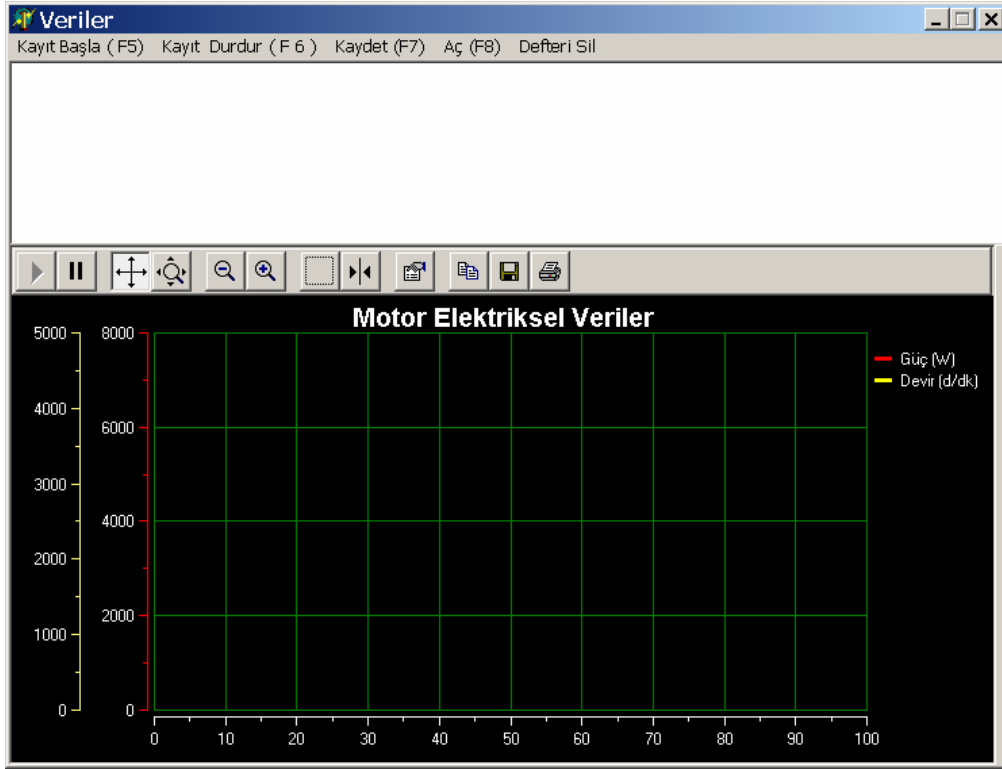 Veriler
Kayıt Başla ( F5) Kayıt Durdur ( F 6 ) Kaydet (F7) Aç (F8) Defteri Sil
Motor Elektriksel Veriler
5000 8000
Güç (W)
Devir (d/dk)
4000
6000
3000
4000
2000
2000
1000
0 0
0 10 20 30 40 50 60 70 80 90 100